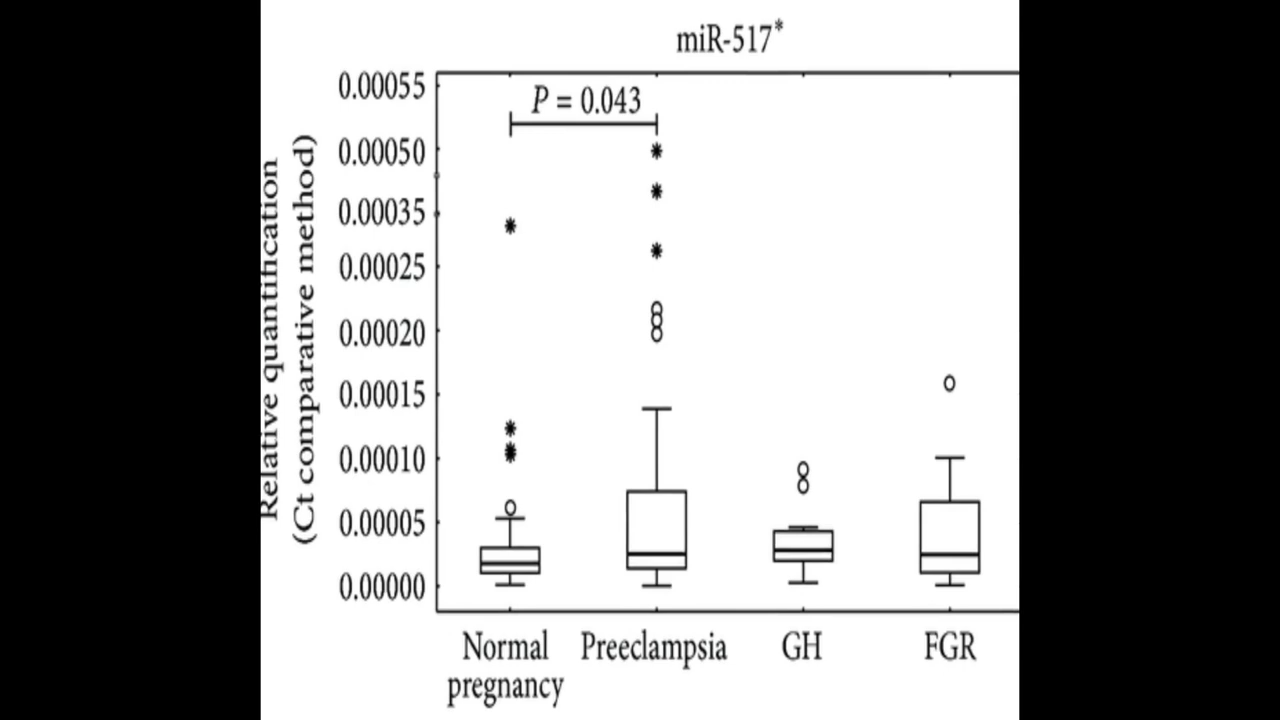 miR-517*
P = 0.043
0.00055
0.00050
0.00035
0.00025
0.00020
0.00015
0.00010
0.00005
0.00000
Relative quantification
(Ct comparative method)
Normal
pregnancy
Preeclampsia
GH
FGR